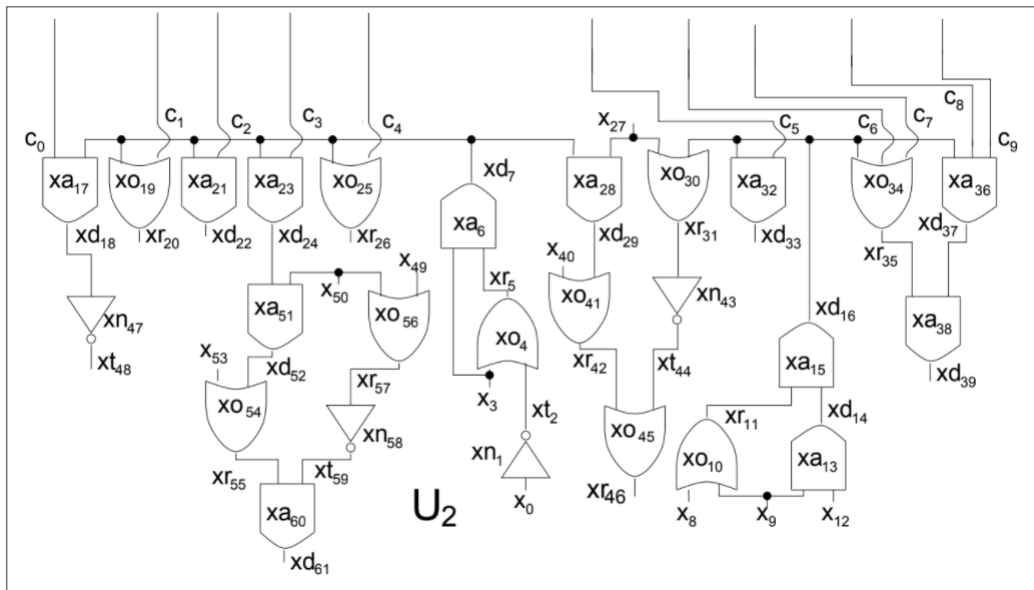 c₁ c₂ c₃ c₄ x₂₇ c₅ c₆ c₇ c₈
c₀ c₉
xa₁₇ xo₁₉ xa₂₁ xa₂₃ xo₂₅ xd₇ xa₂₈ xo₃₀ xa₃₂ xo₃₄ xa₃₆
xa₆
xd₁₈ xr₂₀ xd₂₂ xd₂₄ xr₂₆ xd₂₉ xr₃₁ xd₃₃ xr₃₅ xd₃₇
x₄₉ x₄₀
x₅₀ xr₅ xo₄₁ xn₄₃
xn₄₇ xa₅₁ xo₅₆ xo₄ xd₁₆ xa₃₈
xt₄₈ x₅₃ xd₅₂ xr₄₂ xt₄₄ xa₁₅ xd₃₉
xo₅₄ xr₅₇ x₃ xt₂ xo₄₅ xr₁₁ xd₁₄
xn₅₈ xn₁ xo₁₀ xa₁₃
xr₅₅ xt₅₉ xr₄₆
xa₆₀ U₂ x₀ x₈ x₉ x₁₂
xd₆₁